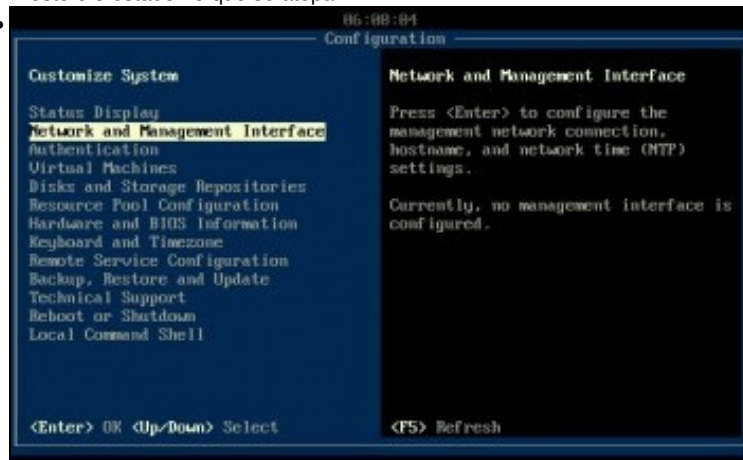 06:00:04
Configuration
Customize System
Status Display
Network and Management Interface
Authentication
Virtual Machines
Disks and Storage Repositories
Resource Pool Configuration
Hardware and BIOS Information
Keyboard and Timezone
Remote Service Configuration
Backup, Restore and Update
Technical Support
Reboot or Shutdown
Local Command Shell
<Enter> OK <Up/Down> Select
Network and Management Interface
Press <Enter> to configure the
management network connection,
hostname, and network time (NTP)
settings.
Currently, no management interface is
configured.
<F5> Refresh